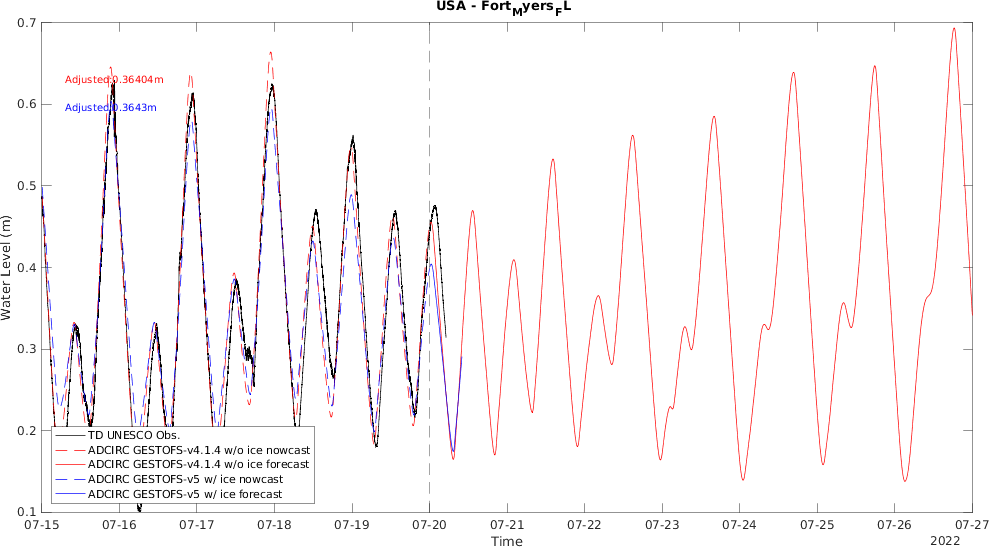 USA - Fort_Myers_FL
0.7
0.6
0.5
0.4
0.3
0.2
0.1
Water Level (m)
Adjusted:0.36404m
Adjusted:0.3643m
TD UNESCO Obs.
ADCIRC GESTOFS-v4.1.4 w/o ice nowcast
ADCIRC GESTOFS-v4.1.4 w/o ice forecast
ADCIRC GESTOFS-v5 w/ ice nowcast
ADCIRC GESTOFS-v5 w/ ice forecast
07-15 07-16 07-17 07-18 07-19 07-20 07-21 07-22 07-23 07-24 07-25 07-26 07-27
Time
2022